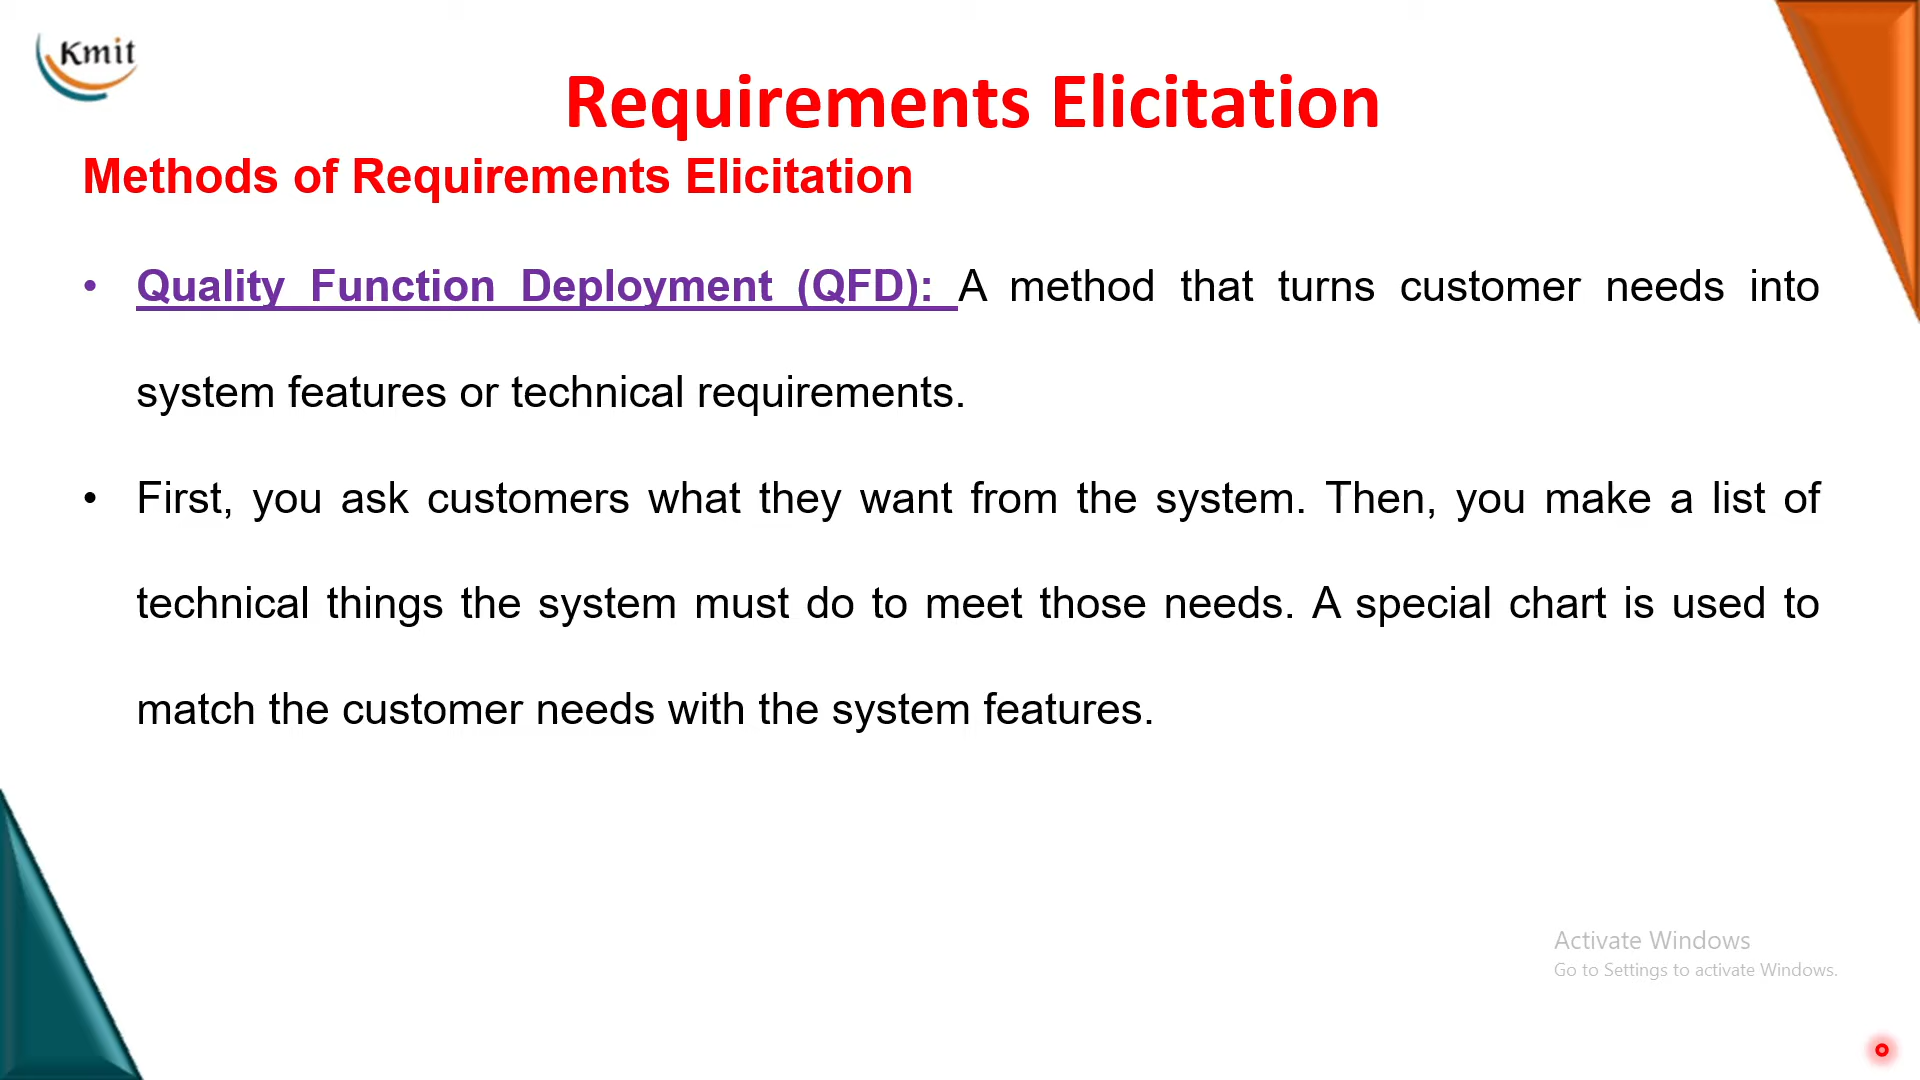 Kmit
Requirements Elicitation
Methods of Requirements Elicitation
• Quality Function Deployment (QFD): A method that turns customer needs into
system features or technical requirements.
• First, you ask customers what they want from the system. Then, you make a list of
technical things the system must do to meet those needs. A special chart is used to
match the customer needs with the system features.
Activate Windows
Go to Settings to activate Windows.